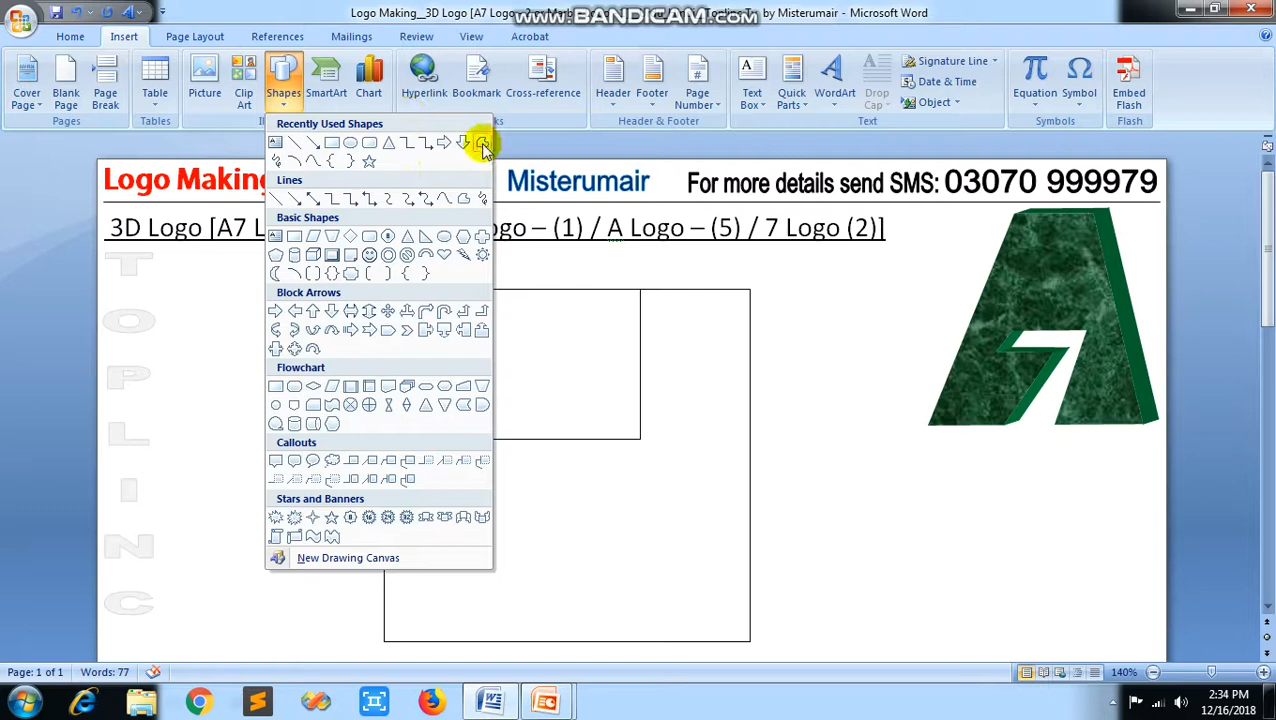 Logo Making__3D Logo [A7 Logo
by Misterumair - Microsoft Word
www.BANDICAM.com
Home Insert Page Layout References Mailings Review View Acrobat
Cover Page Blank Page Page Break Table Picture Clip Art Shapes SmartArt Chart Hyperlink Bookmark Cross-reference Header Footer Page Number Text Box Quick Parts WordArt Drop Cap Signature Line Date & Time Object Equation Symbol Embed Flash
Pages Header & Footer Text Symbols Flash
Recently Used Shapes
Lines
Basic Shapes
Block Arrows
Flowchart
Callouts
Stars and Banners
New Drawing Canvas
Logo Making Misterumair For more details send SMS: 03070 999979
3D Logo [A7 L ogo – (1) / A Logo – (5) / 7 Logo (2)]
T
O
P
L
I
N
C
A7
Page: 1 of 1 Words: 77 140%
2:34 PM
12/16/2018